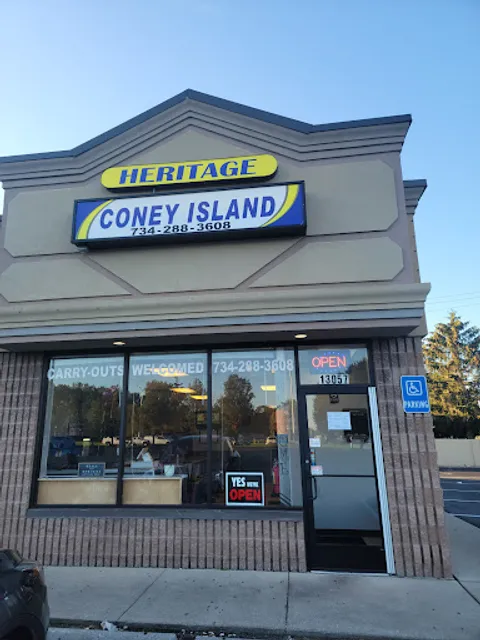 HERITAGE
CONEY ISLAND
734-288-3608
CARRY-OUTS WELCOMED 734-288-3608
OPEN
13057
PARKING
YES WE'RE
OPEN